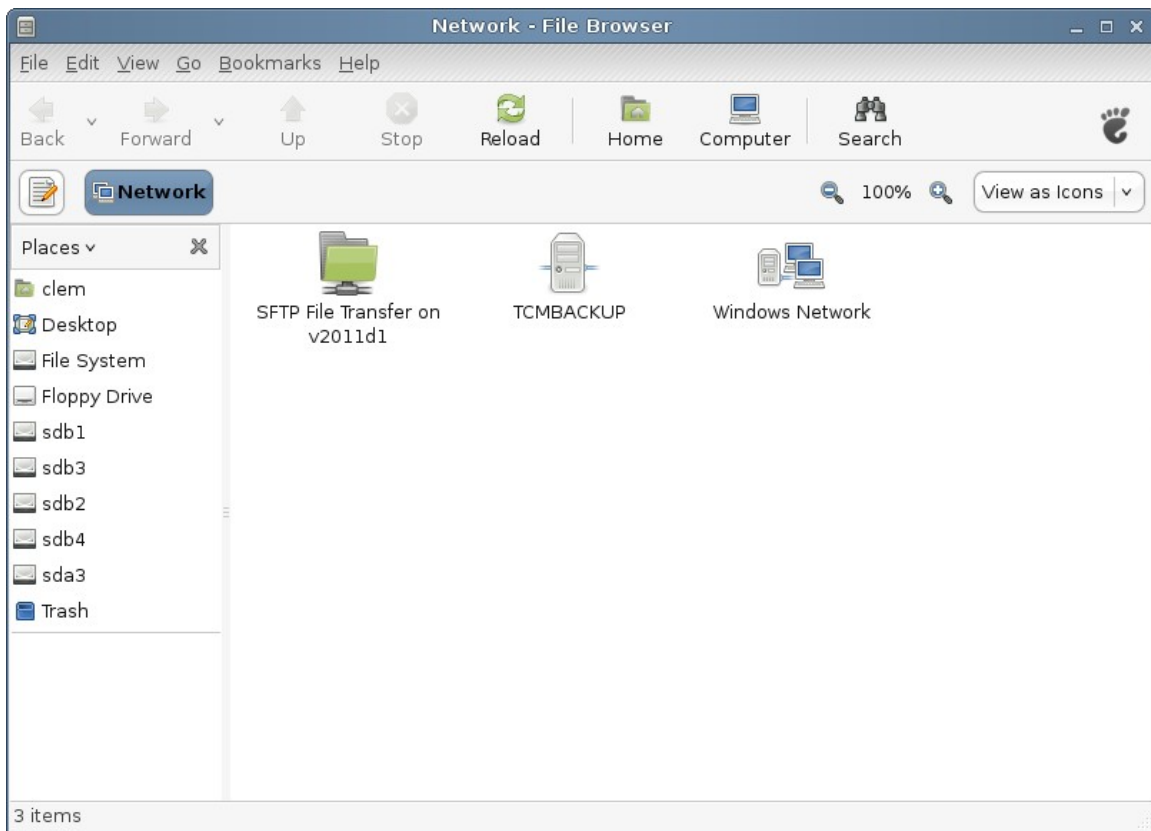 Network - File Browser
File Edit View Go Bookmarks Help
Back Forward Up Stop Reload Home Computer Search
Network 100% View as Icons
Places
clem
Desktop
File System
Floppy Drive
sdb1
sdb3
sdb2
sdb4
sda3
Trash
SFTP File Transfer on
v2011d1
TCMBACKUP
Windows Network
3 items